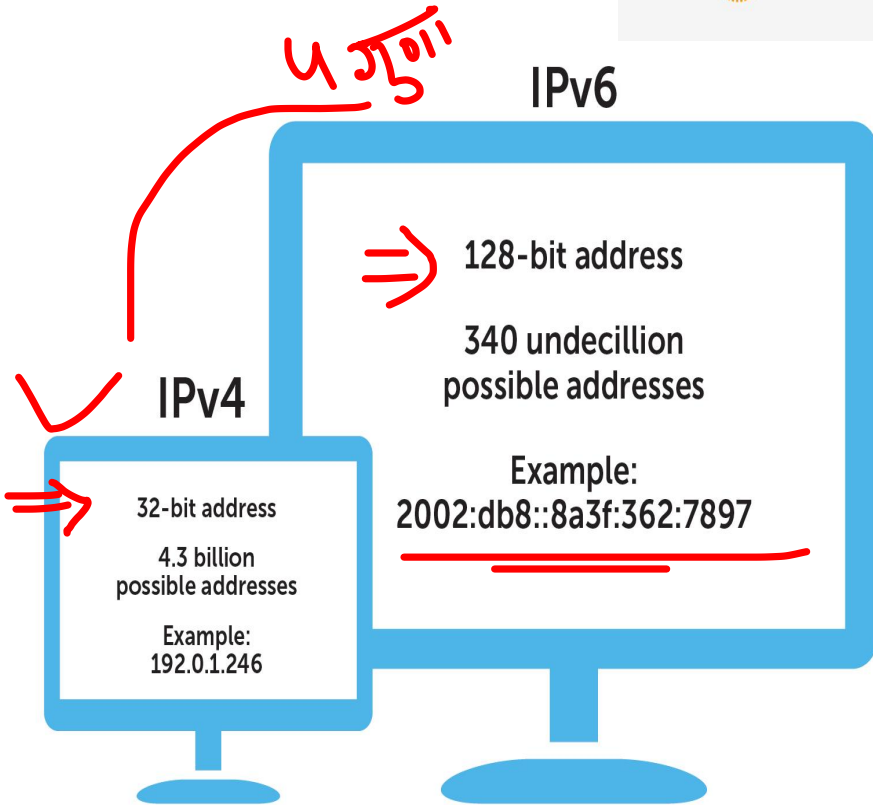 4 गुणा
IPv6
128-bit address
340 undecillion
possible addresses
Example:
2002:db8::8a3f:362:7897
IPv4
32-bit address
4.3 billion
possible addresses
Example:
192.0.1.246